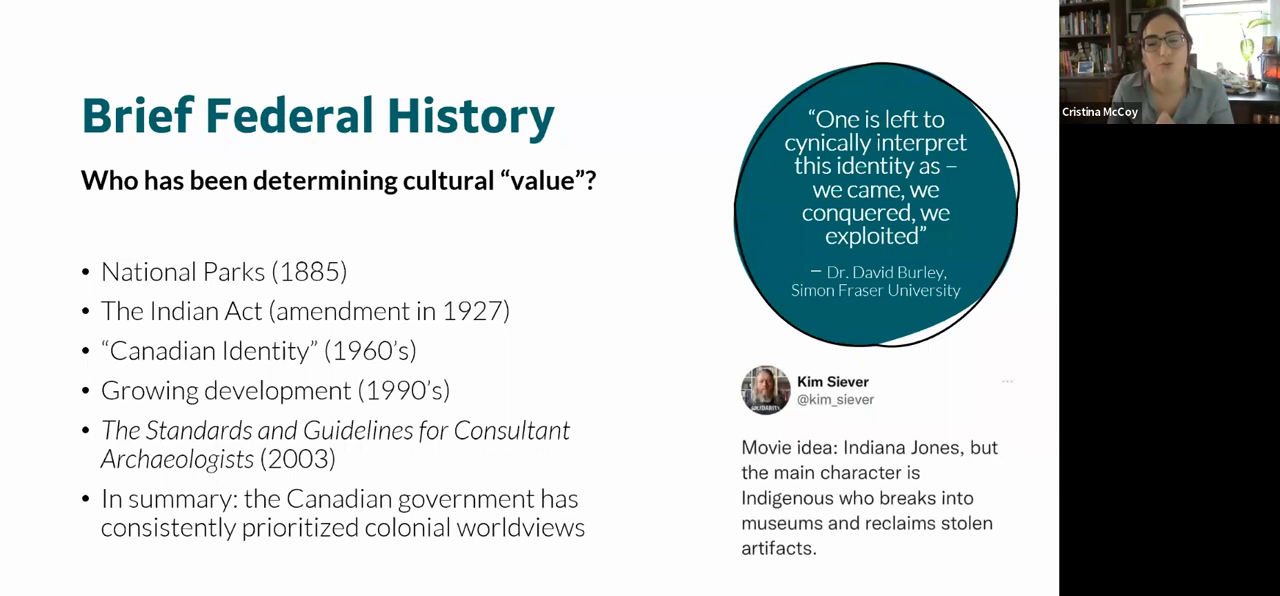 Brief Federal History
Who has been determining cultural “value”?
• National Parks (1885)
• The Indian Act (amendment in 1927)
• “Canadian Identity” (1960’s)
• Growing development (1990’s)
• The Standards and Guidelines for Consultant
Archaeologists (2003)
• In summary: the Canadian government has
consistently prioritized colonial worldviews
“One is left to
cynically interpret
this identity as –
we came, we
conquered, we
exploited”
– Dr. David Burley,
Simon Fraser University
Kim Siever
@kim_siever
Movie idea: Indiana Jones, but
the main character is
Indigenous who breaks into
museums and reclaims stolen
artifacts.
Cristina McCoy